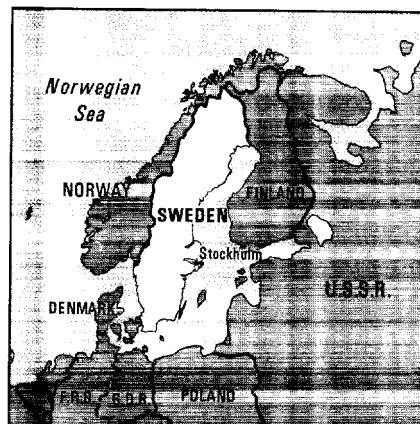 Norwegian
Sea
NORWAY
SWEDEN
FINLAND
Stockholm
U.S.S.R.
DENMARK
F.R.G.
G.D.R.
POLAND